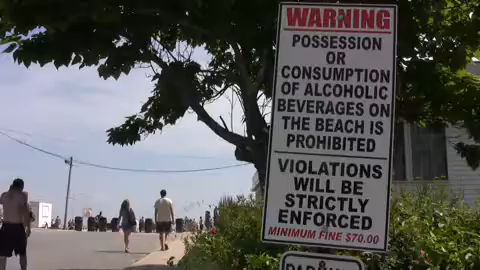 WARNING
POSSESSION
OR
CONSUMPTION
OF ALCOHOLIC
BEVERAGES ON
THE BEACH IS
PROHIBITED
VIOLATIONS
WILL BE
STRICTLY
ENFORCED
MINIMUM FINE $70.00